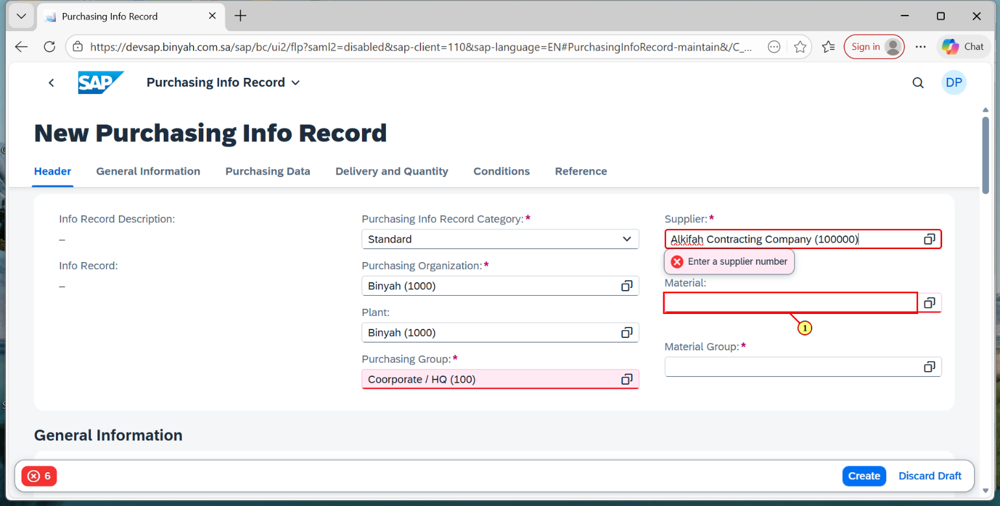 Purchasing Info Record
https://devsap.binyah.com.sa/sap/bc/ui2/flp?saml2=disabled&sap-client=110&sap-language=EN#PurchasingInfoRecord-maintain&/C_...
Sign in
Chat
SAP
Purchasing Info Record
DP
New Purchasing Info Record
Header General Information Purchasing Data Delivery and Quantity Conditions Reference
Info Record Description:
–
Info Record:
–
Purchasing Info Record Category:*
Standard
Purchasing Organization:*
Binyah (1000)
Plant:
Binyah (1000)
Purchasing Group:*
Coorporate / HQ (100)
Supplier:*
Alkifah Contracting Company (100000)
Enter a supplier number
Material:
1
Material Group:*
General Information
6
Create
Discard Draft